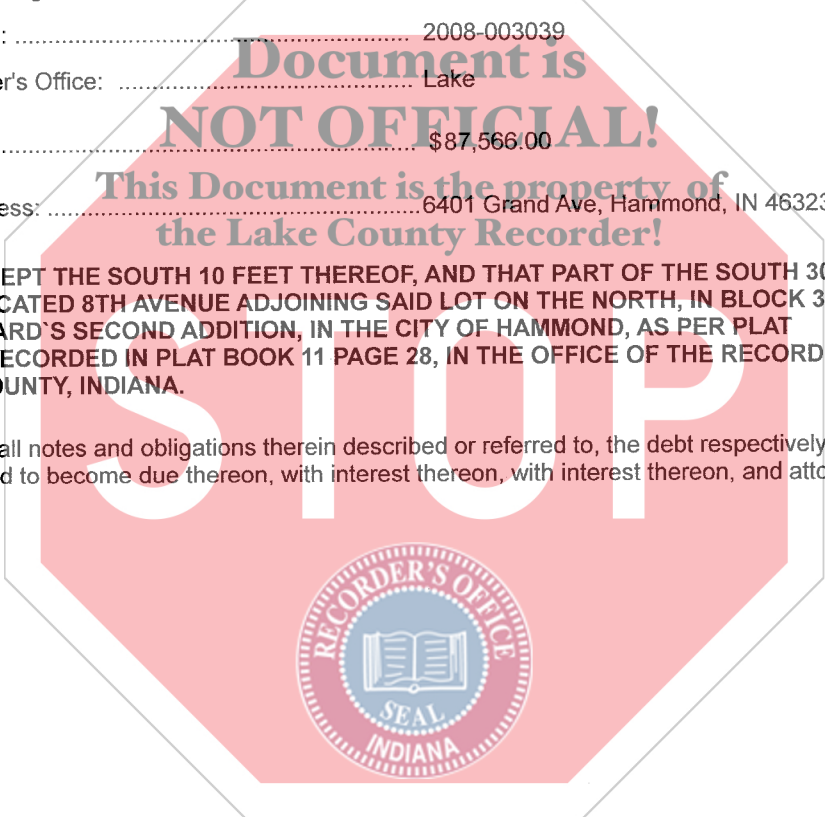 : ................................................................ 2008-003039
Document is
er's Office: ................................................ Lake
NOT OFFICIAL!
................................................................ $87,566.00
This Document is the property of
ess: ............................................................ 6401 Grand Ave, Hammond, IN 46323
the Lake County Recorder!
EPT THE SOUTH 10 FEET THEREOF, AND THAT PART OF THE SOUTH 30
CATED 8TH AVENUE ADJOINING SAID LOT ON THE NORTH, IN BLOCK 3
ARD`S SECOND ADDITION, IN THE CITY OF HAMMOND, AS PER PLAT
ECORDED IN PLAT BOOK 11 PAGE 28, IN THE OFFICE OF THE RECORD
OUNTY, INDIANA.
all notes and obligations therein described or referred to, the debt respectively
d to become due thereon, with interest thereon, with interest thereon, and atto
STOP
RECORDER'S OFFICE
SEAL
INDIANA